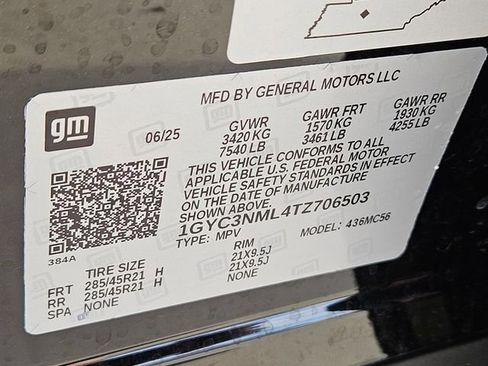 MFD BY GENERAL MOTORS LLC
gm
06/25
GVWR GAWR FRT GAWR RR
3420 KG 1570 KG 1930 KG
7540 LB 3461 LB 4255 LB
THIS VEHICLE CONFORMS TO ALL
APPLICABLE U.S. FEDERAL MOTOR
VEHICLE SAFETY STANDARDS IN EFFECT
ON THE DATE OF MANUFACTURE
SHOWN ABOVE.
1GYC3NML4TZ706503
TYPE: MPV MODEL: 436MC56
384A
TIRE SIZE RIM
FRT 285/45R21 H 21X9.5J
RR 285/45R21 H 21X9.5J
SPA NONE NONE